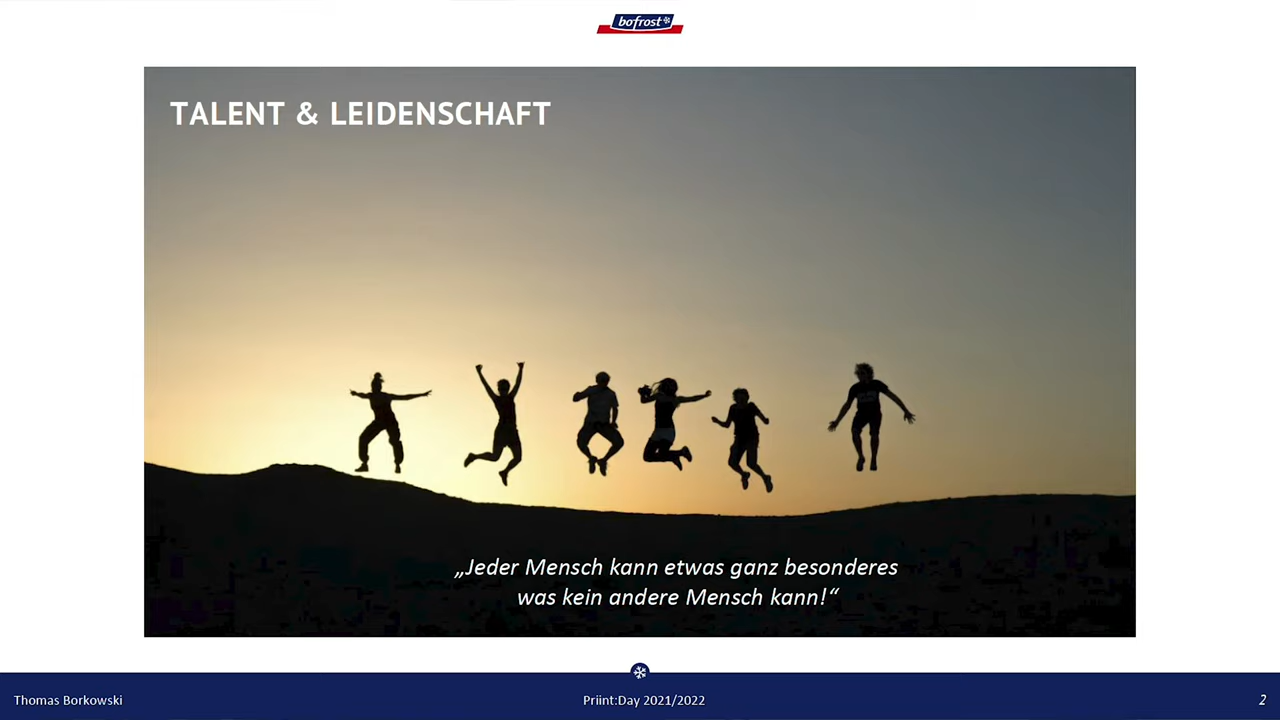 bofrost
TALENT & LEIDENSCHAFT
„Jeder Mensch kann etwas ganz besonderes
was kein andere Mensch kann!“
Thomas Borkowski
Priint:Day 2021/2022
2